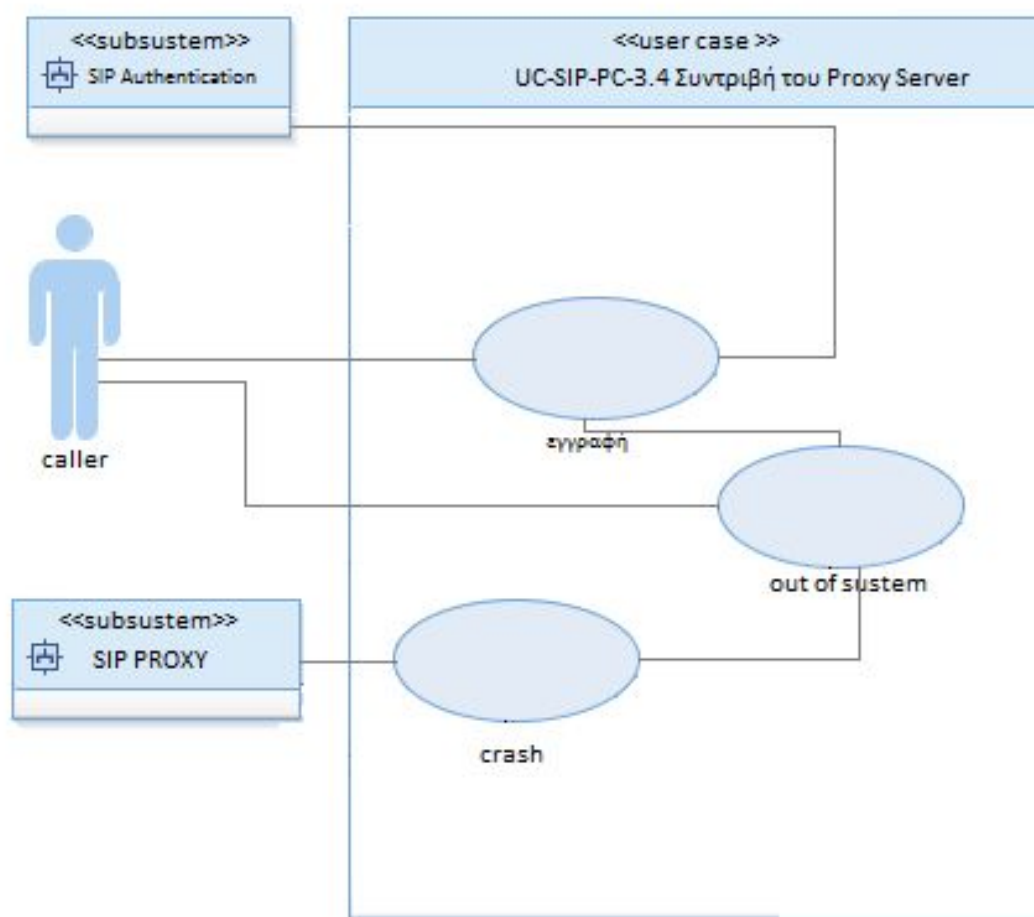 <<subsustem>>
SIP Authentication
<<user case >>
UC-SIP-PC-3.4 Συντριβή του Proxy Server
caller
εγγραφή
out of sustem
<<subsustem>>
SIP PROXY
crash